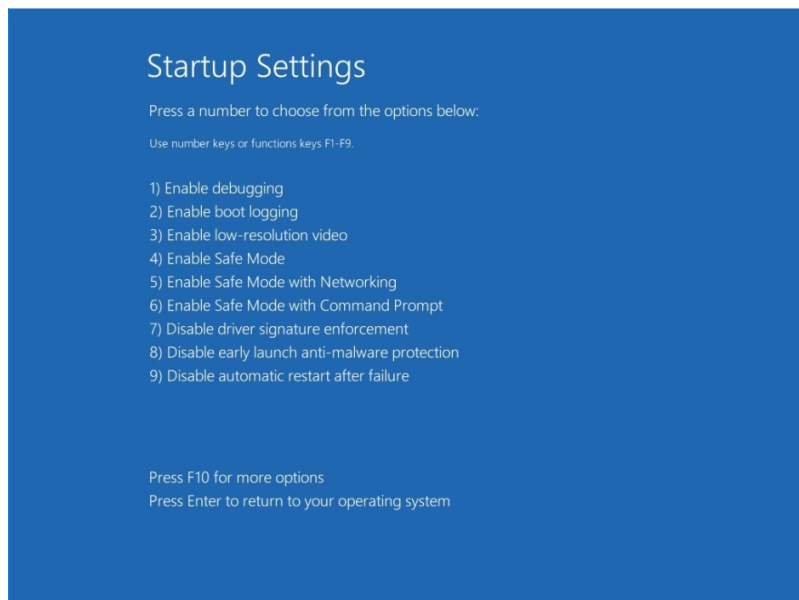 Startup Settings
Press a number to choose from the options below:
Use number keys or functions keys F1-F9.
1) Enable debugging
2) Enable boot logging
3) Enable low-resolution video
4) Enable Safe Mode
5) Enable Safe Mode with Networking
6) Enable Safe Mode with Command Prompt
7) Disable driver signature enforcement
8) Disable early launch anti-malware protection
9) Disable automatic restart after failure
Press F10 for more options
Press Enter to return to your operating system